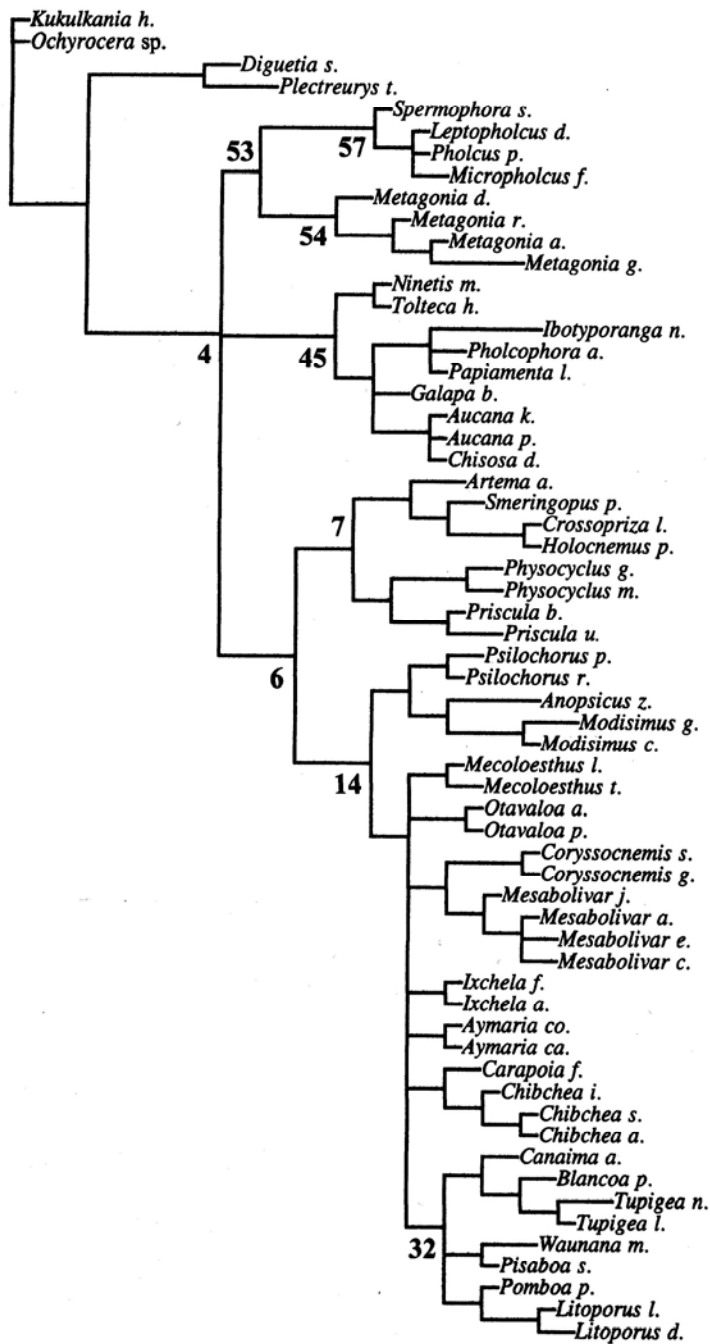 Kukulkania h.
Ochyrocera sp.
Diguetia s.
Plectreurys t.
Spermophora s.
Leptopholcus d.
53
57
Pholcus p.
Micropholcus f.
Metagonia d.
Metagonia r.
54
Metagonia a.
Metagonia g.
Ninetis m.
Tolteca h.
Ibotyporanga n.
4
45
Pholcophora a.
Papiamenta l.
Galapa b.
Aucana k.
Aucana p.
Chisosa d.
Artema a.
Smeringopus p.
7
Crossopriza l.
Holocnemus p.
Physocyclus g.
Physocyclus m.
Priscula b.
Priscula u.
Psilochorus p.
6
Psilochorus r.
Anopsicus z.
Modisimus g.
Modisimus c.
14
Mecoloesthus l.
Mecoloesthus t.
Otavaloa a.
Otavaloa p.
Coryssocnemis s.
Coryssocnemis g.
Mesabolivar j.
Mesabolivar a.
Mesabolivar e.
Mesabolivar c.
Ixchela f.
Ixchela a.
Aymaria co.
Aymaria ca.
Carapoia f.
Chibchea i.
Chibchea s.
Chibchea a.
Canaima a.
Blancoa p.
Tupigea n.
Tupigea l.
32
Waunana m.
Pisaboa s.
Pomboa p.
Litoporus l.
Litoporus d.